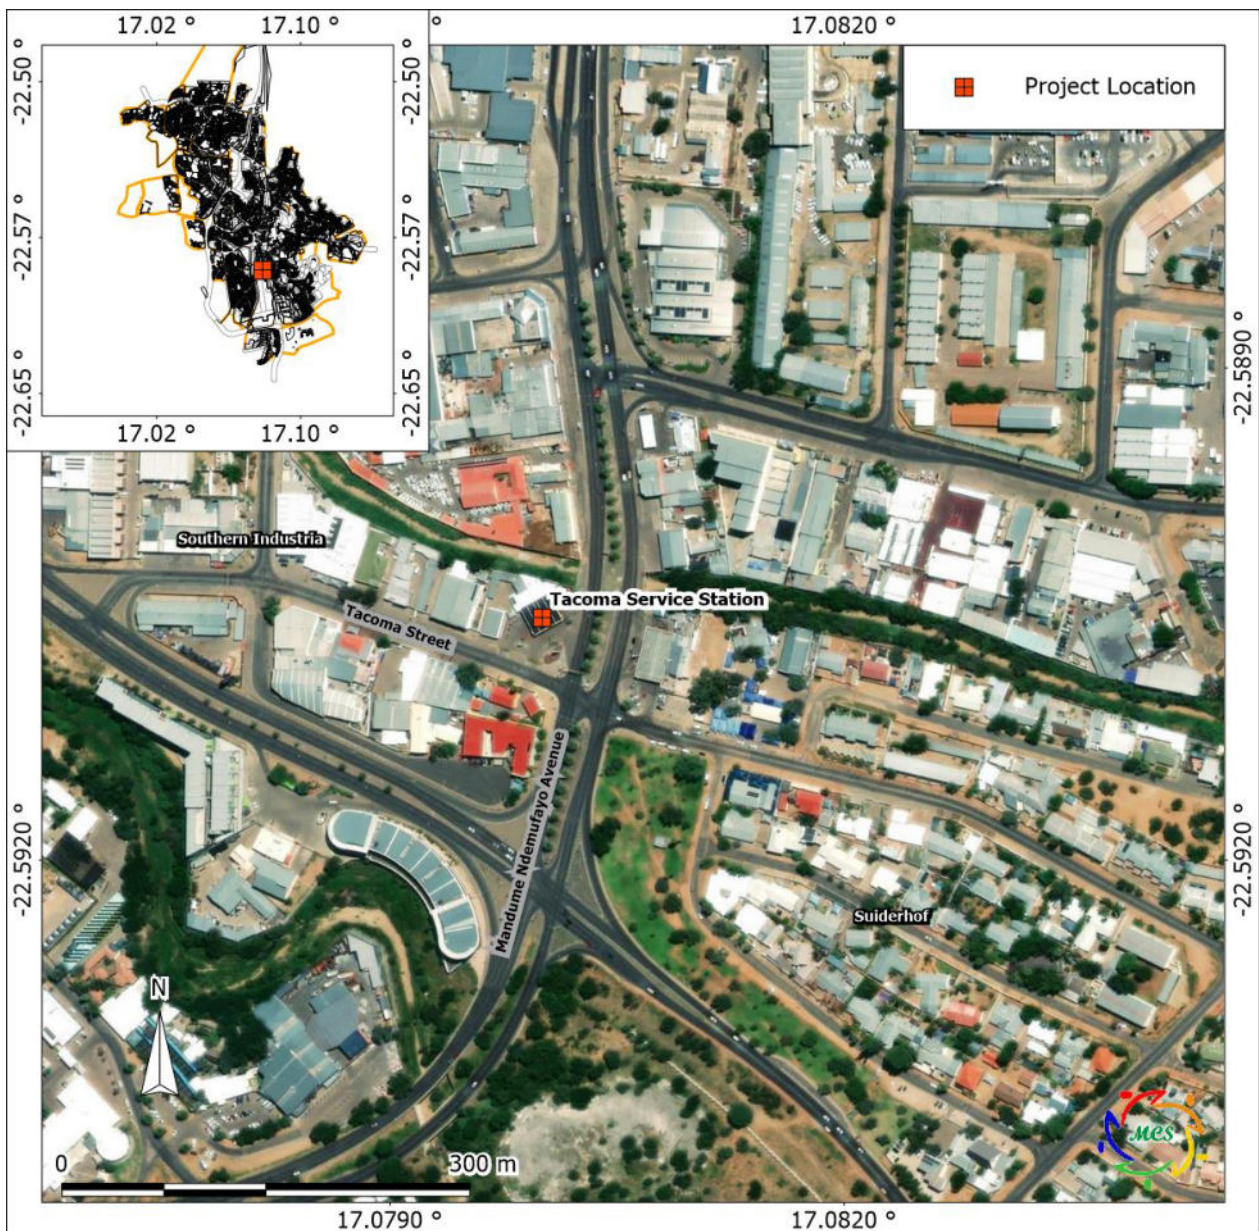 17.02 °
17.10 °
17.0820 °
-22.50 °
-22.50 °
Project Location
-22.57 °
-22.57 °
-22.65 °
-22.65 °
17.02 °
17.10 °
-22.5890 °
Southern Industria
Tacoma Service Station
Tacoma Street
Mandume Ndemufayo Avenue
-22.5920 °
-22.5920 °
Suiderhof
N
MCS
0
300 m
17.0790 °
17.0820 °